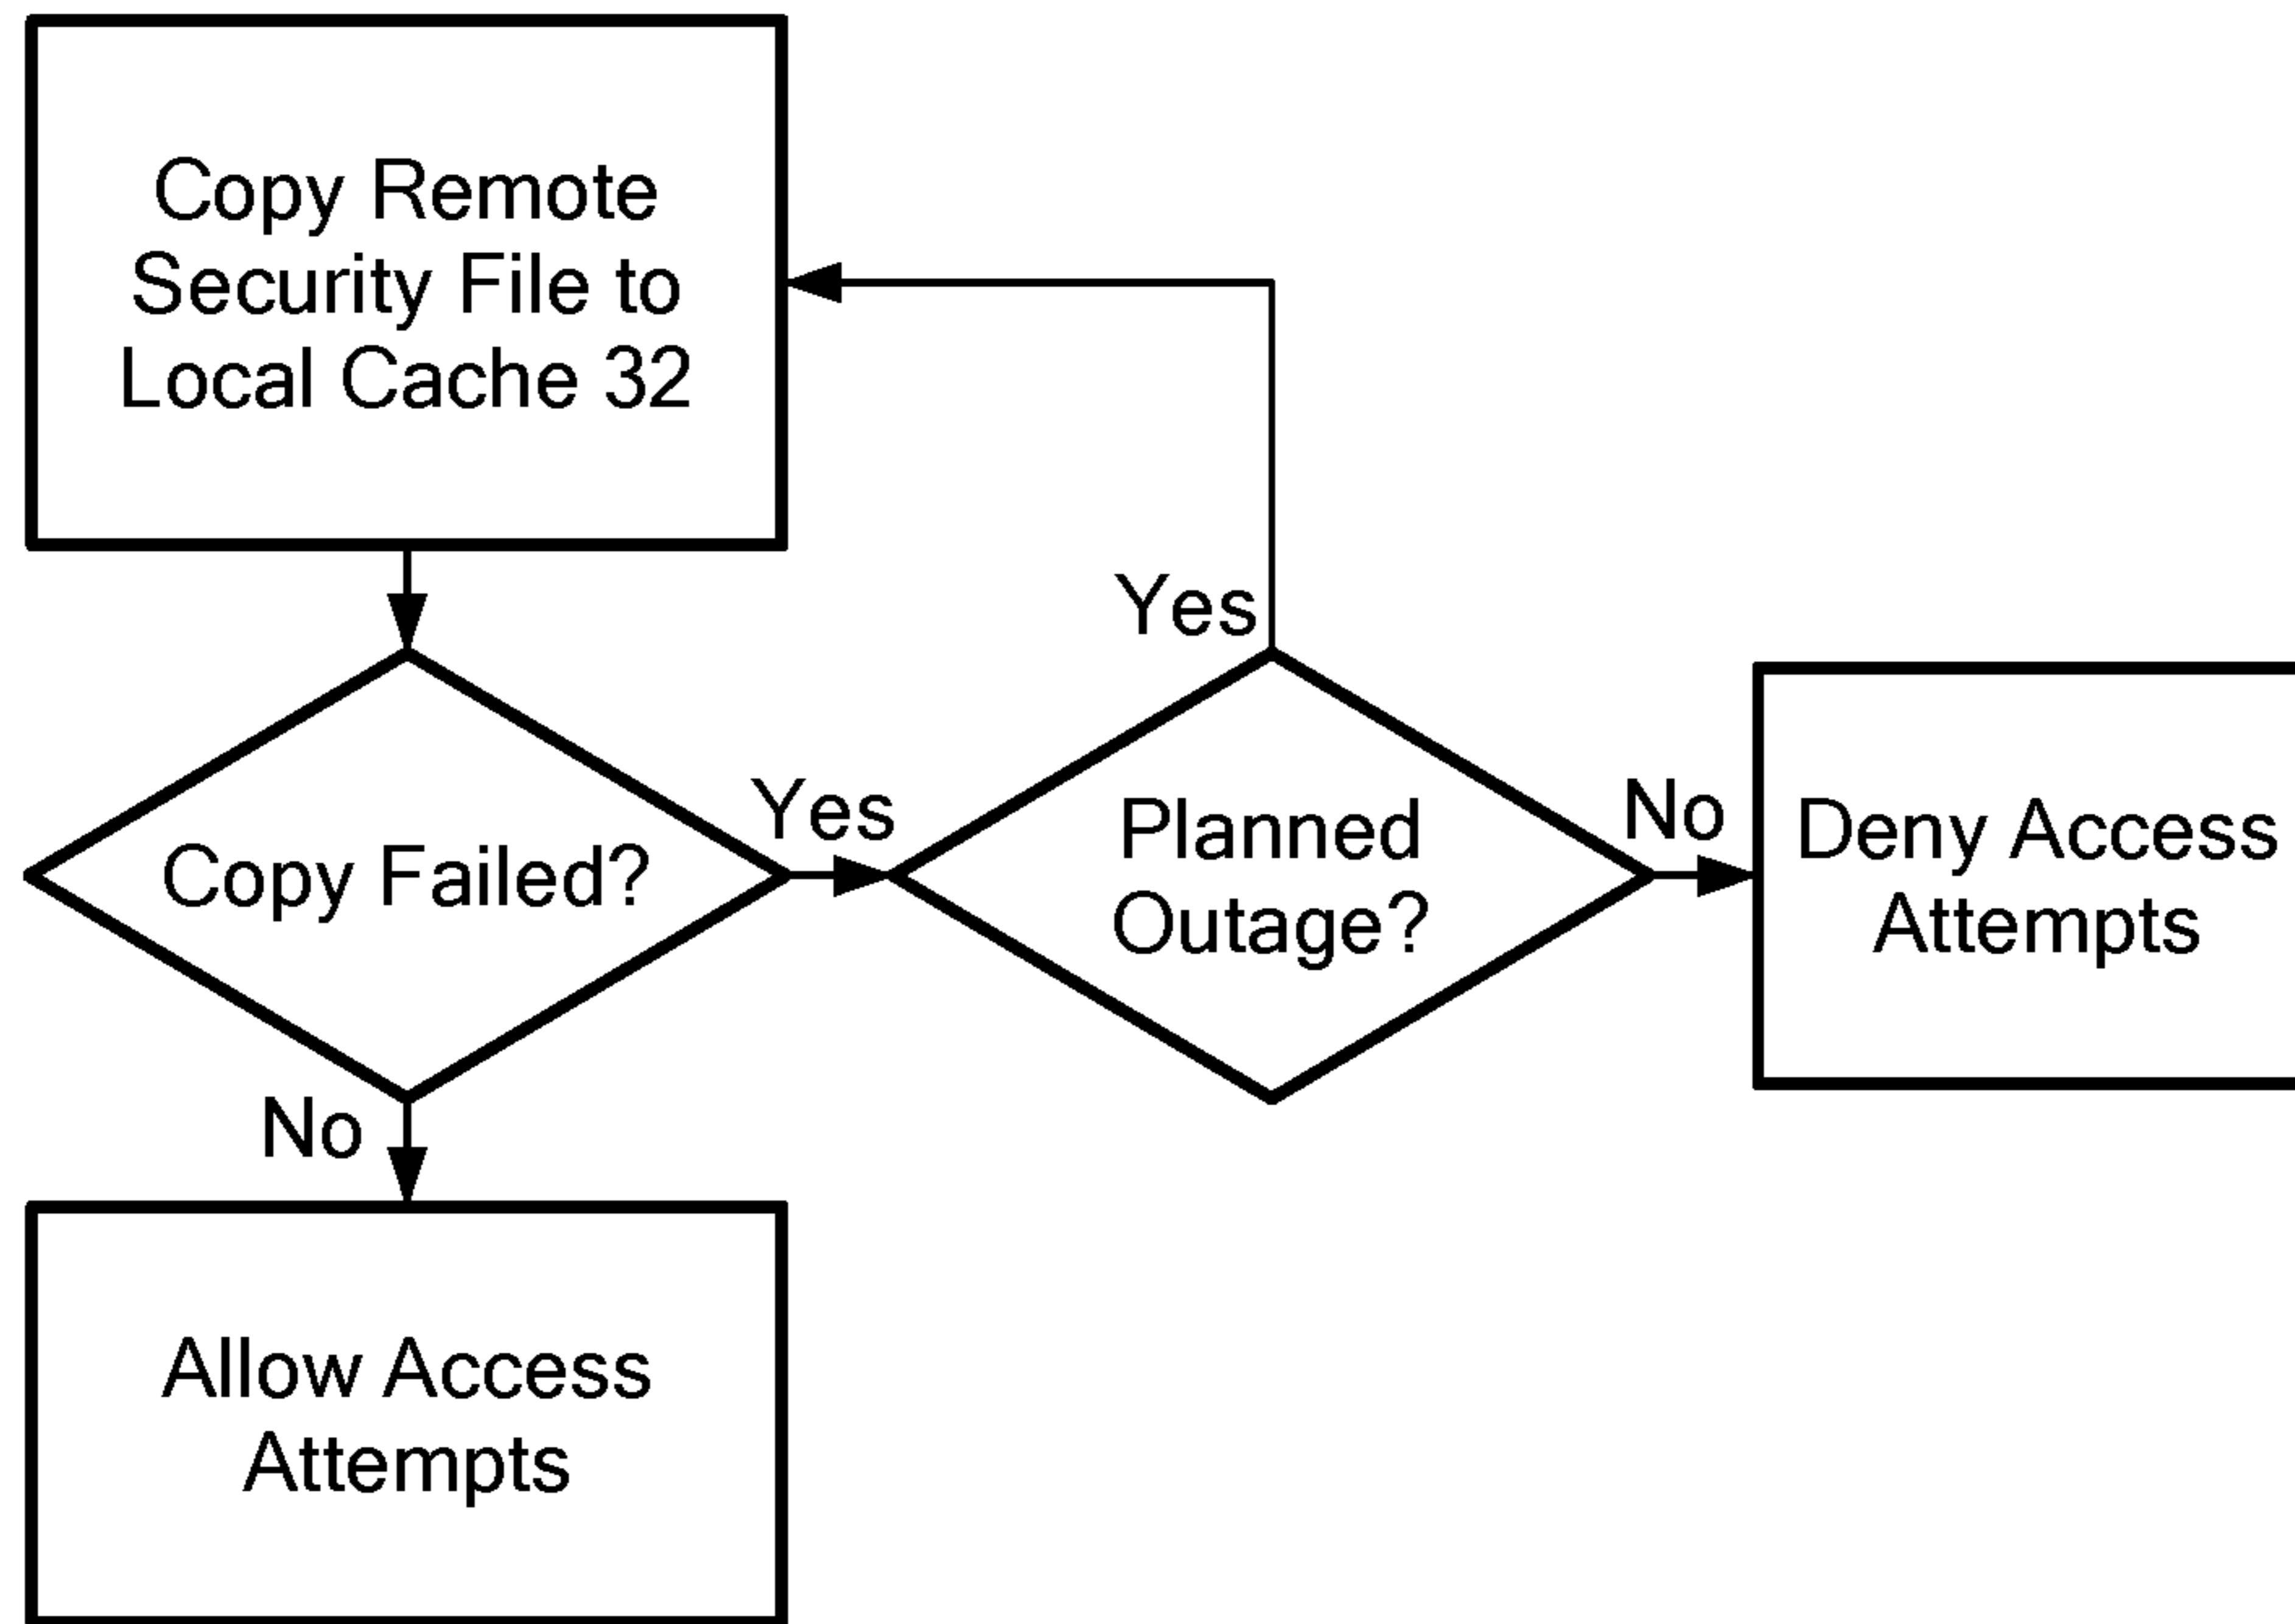 Copy Remote
Security File to
Local Cache 32
Yes
Copy Failed?
Yes
Planned
Outage?
No
Deny Access
Attempts
No
Allow Access
Attempts